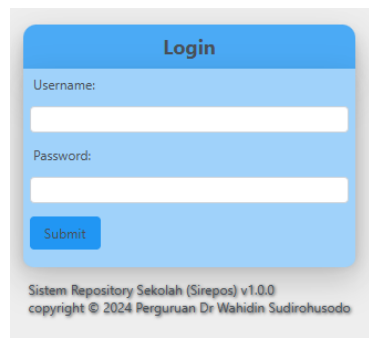 Login
Username:
Password:
Submit
Sistem Repository Sekolah (Sirepos) v1.0.0
copyright © 2024 Perguruan Dr Wahidin Sudirohusodo